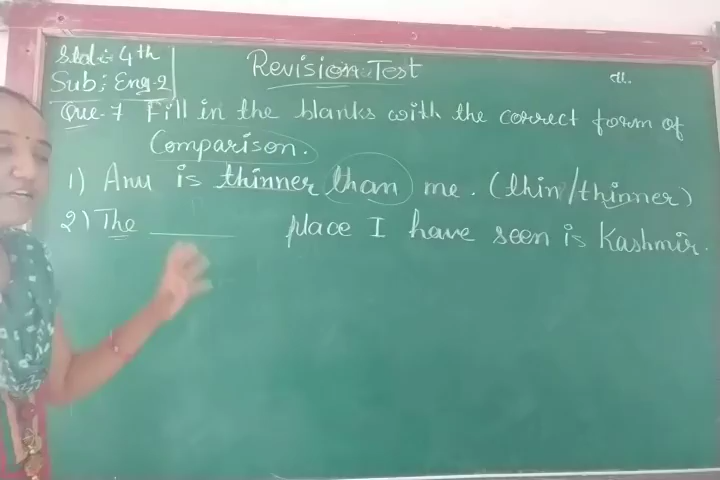 Std :- 4th
Sub : Eng-2
Revision Test
Que-7 Fill in the blanks with the correct form of
Comparison.
1) Anu is thinner than me. (thin/thinner)
2) The ______ place I have seen is Kashmir.